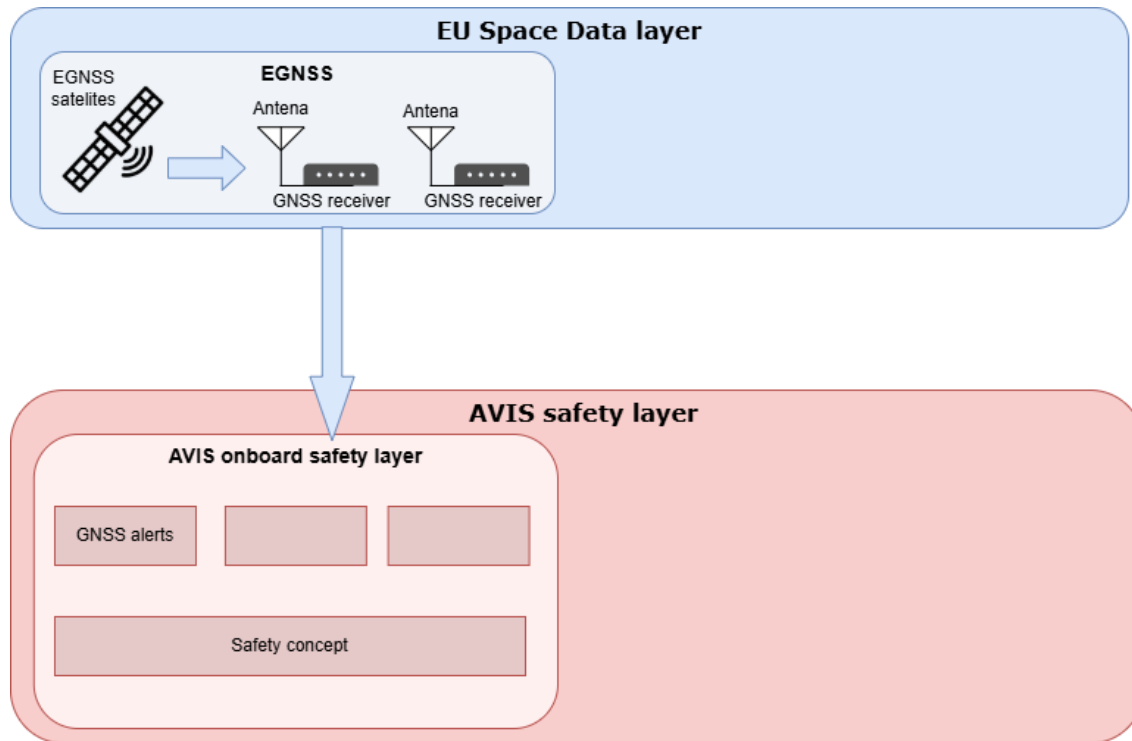 EU Space Data layer
EGNSS
satelites
EGNSS
Antena
Antena
GNSS receiver
GNSS receiver
AVIS safety layer
AVIS onboard safety layer
GNSS alerts
Safety concept